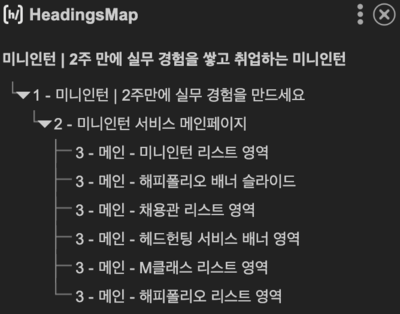 HeadingsMap
미니인턴 | 2주 만에 실무 경험을 쌓고 취업하는 미니인턴
1 - 미니인턴 | 2주만에 실무 경험을 만드세요
2 - 미니인턴 서비스 메인페이지
3 - 메인 - 미니인턴 리스트 영역
3 - 메인 - 해피폴리오 배너 슬라이드
3 - 메인 - 채용관 리스트 영역
3 - 메인 - 헤드헌팅 서비스 배너 영역
3 - 메인 - M클래스 리스트 영역
3 - 메인 - 해피폴리오 리스트 영역